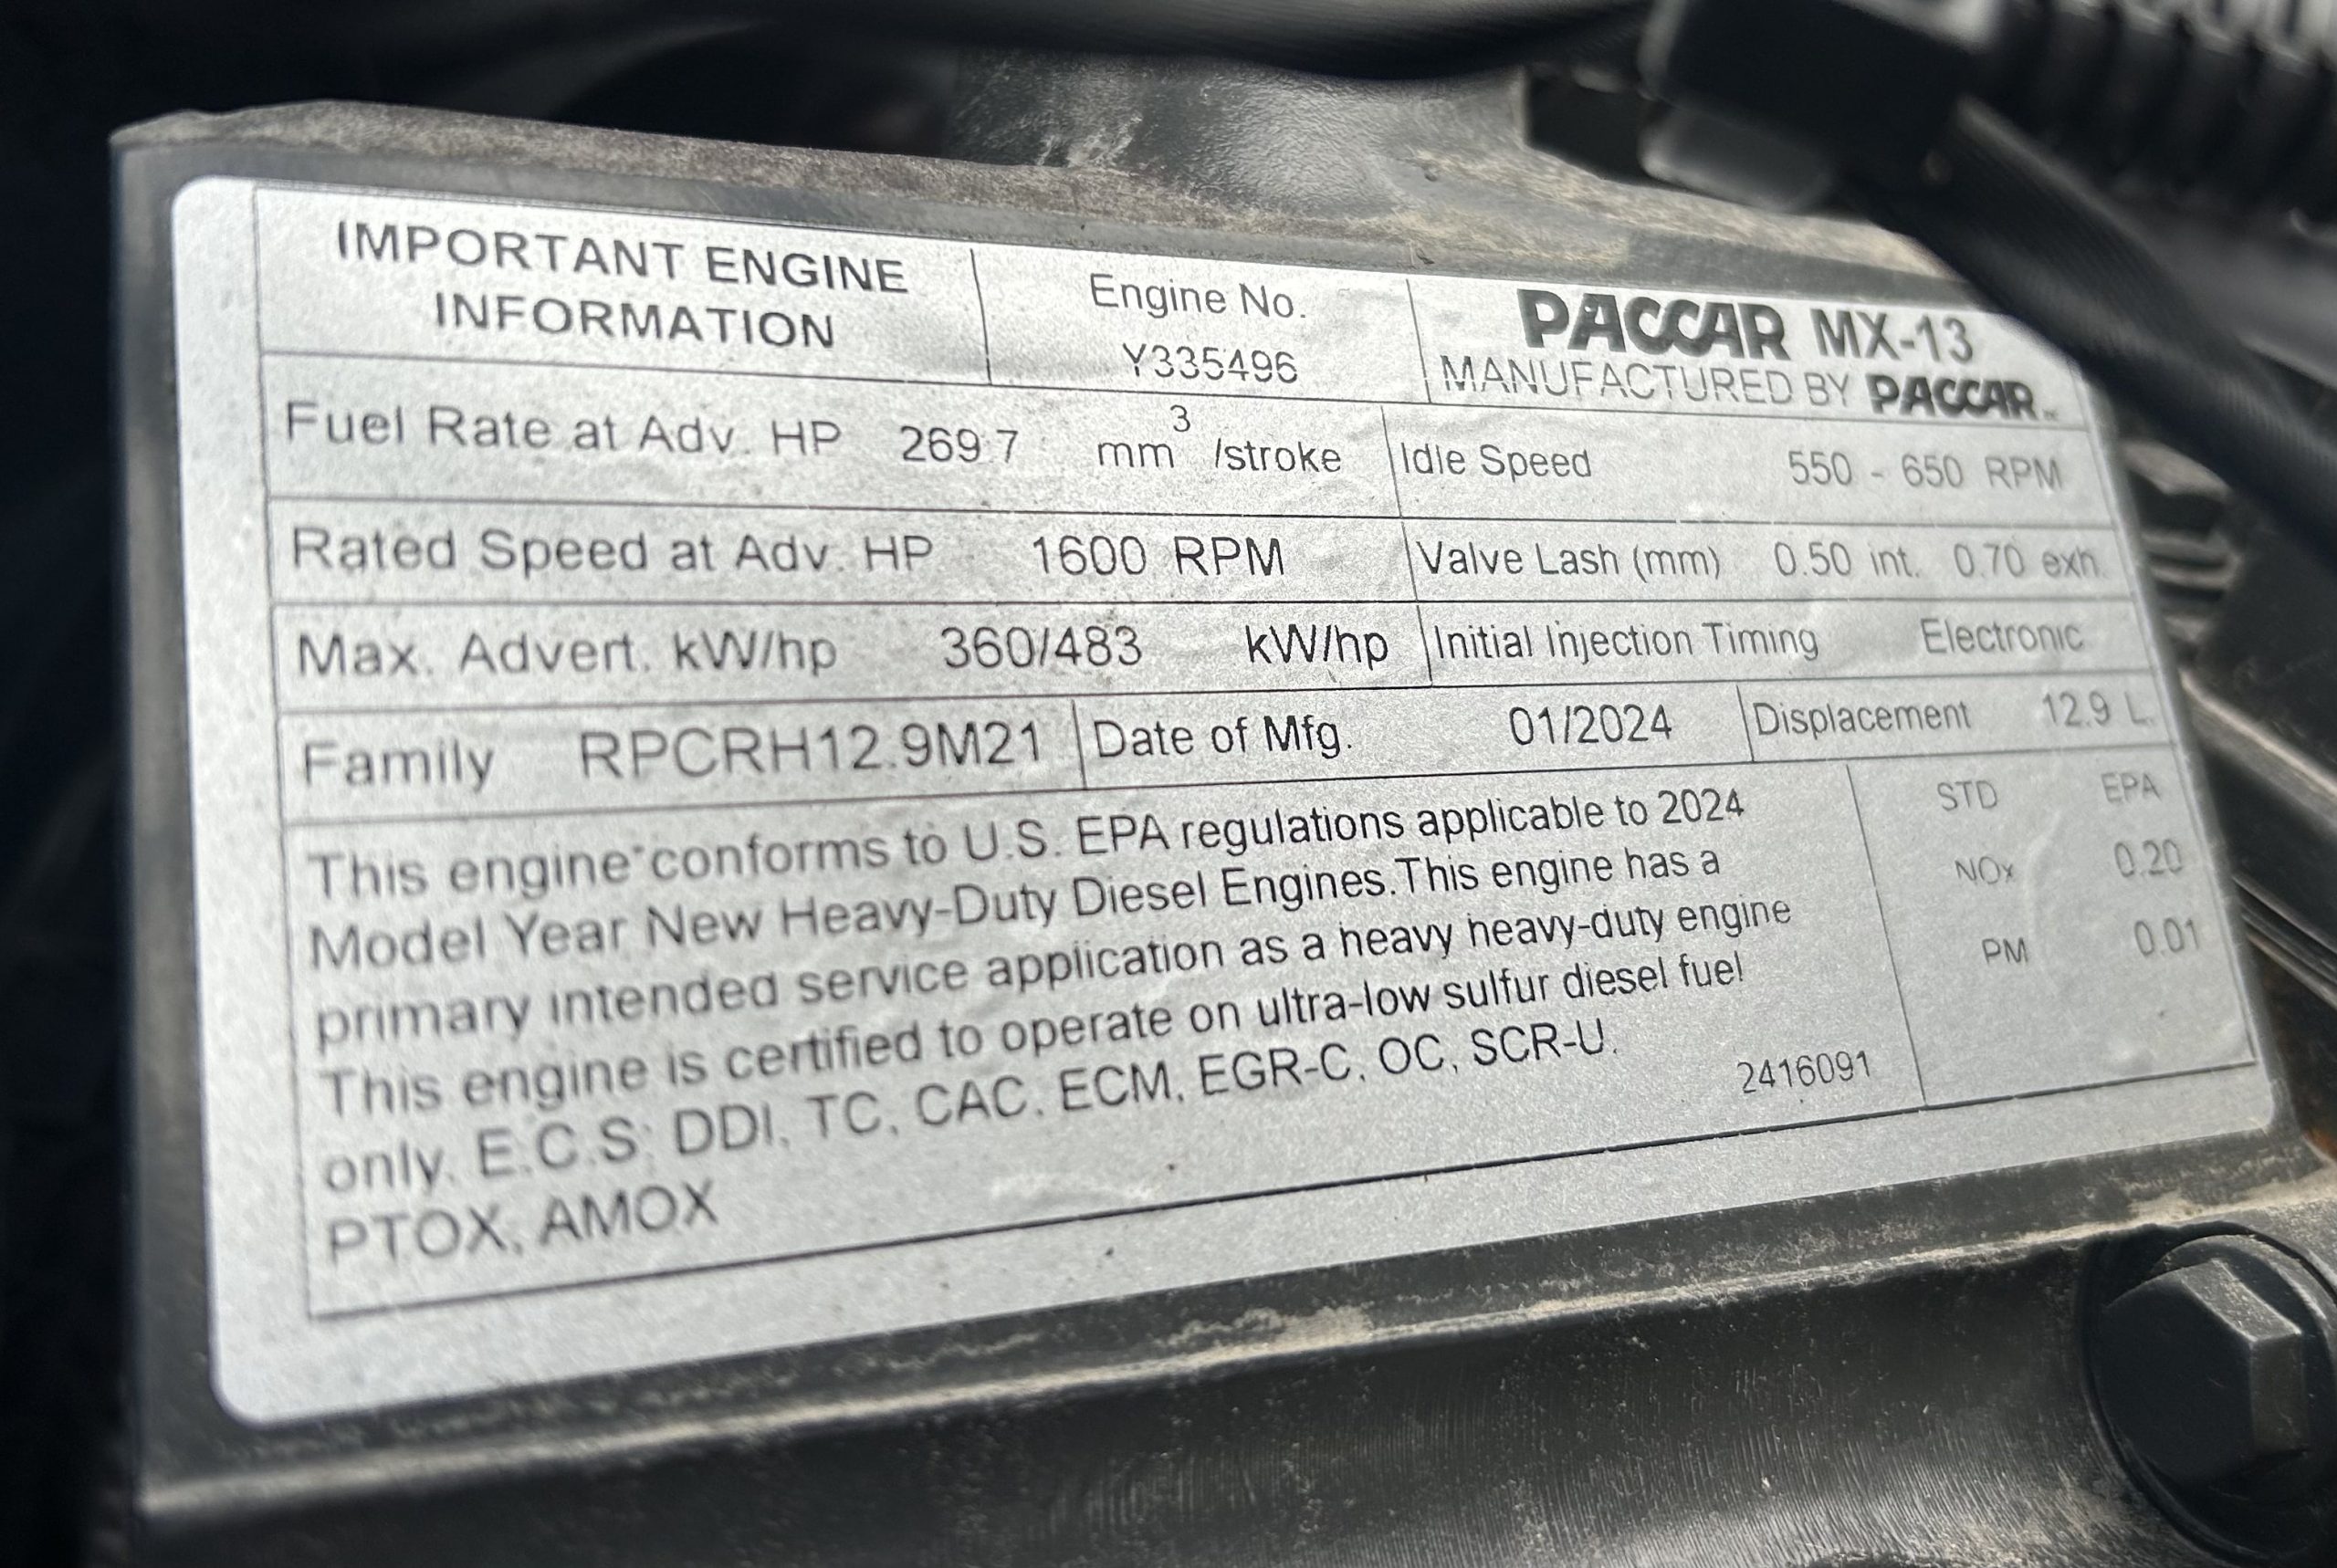 IMPORTANT ENGINE
INFORMATION
Engine No.
Y335496
PACCAR MX-13
MANUFACTURED BY PACCAR
Fuel Rate at Adv. HP 269.7 mm³ /stroke
Idle Speed 550 - 650 RPM
Rated Speed at Adv. HP 1600 RPM
Valve Lash (mm) 0.50 int. 0.70 exh.
Max. Advert. kW/hp 360/483 kW/hp
Initial Injection Timing Electronic
Family RPCRH12.9M21
Date of Mfg. 01/2024
Displacement 12.9 L.
This engine conforms to U.S. EPA regulations applicable to 2024
Model Year New Heavy-Duty Diesel Engines.This engine has a
primary intended service application as a heavy heavy-duty engine
This engine is certified to operate on ultra-low sulfur diesel fuel
only. E.C.S: DDI, TC, CAC, ECM, EGR-C, OC, SCR-U,
PTOX, AMOX
2416091
STD EPA
NOx 0.20
PM 0.01